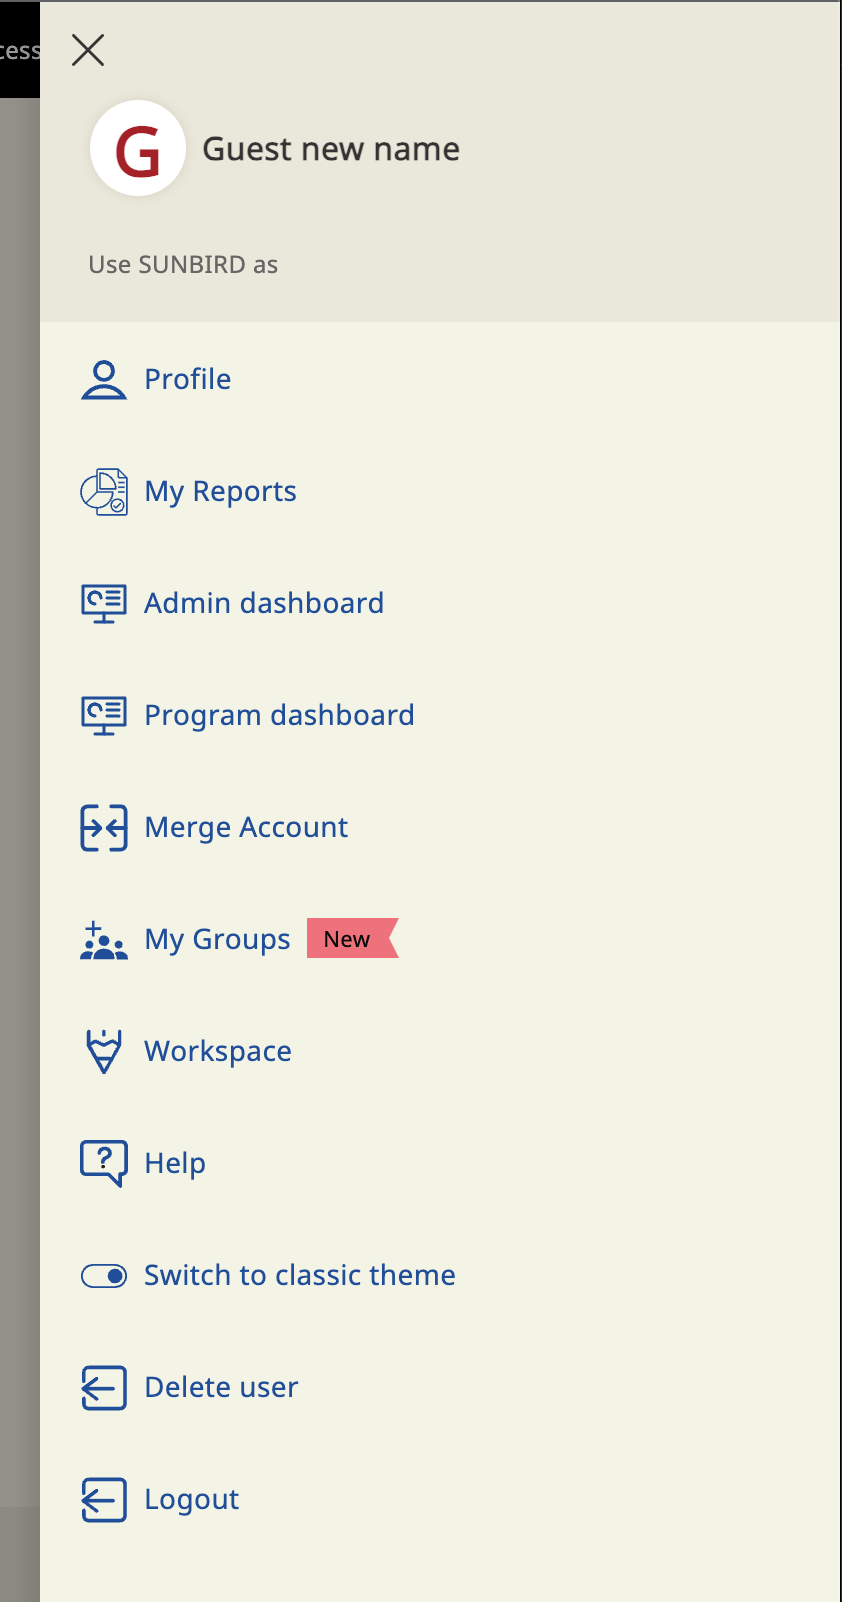 cess
G
Guest new name
Use SUNBIRD as
Profile
My Reports
Admin dashboard
Program dashboard
Merge Account
My Groups New
Workspace
Help
Switch to classic theme
Delete user
Logout